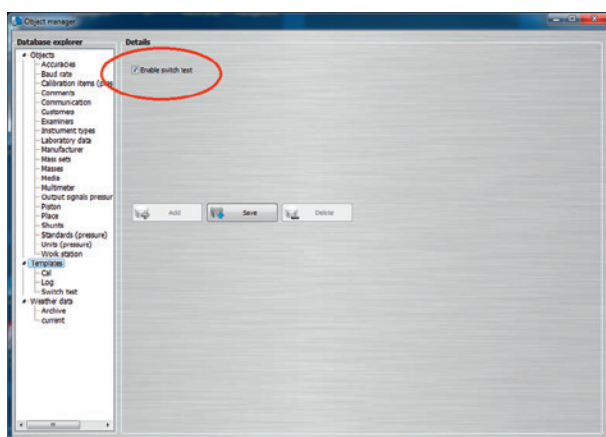 Object manager
Database explorer
Objects
Accuracies
Baud rate
Calibration items (pres
Comments
Communication
Customers
Examiners
Instrument types
Laboratory data
Manufacturer
Mass sets
Masses
Media
Multimeter
Output signals pressur
Piston
Place
Shunts
Standards (pressure)
Units (pressure)
Work station
Templates
Cal
Log
Switch test
Weather data
Archive
current
Details
Enable switch test
Add Save Delete